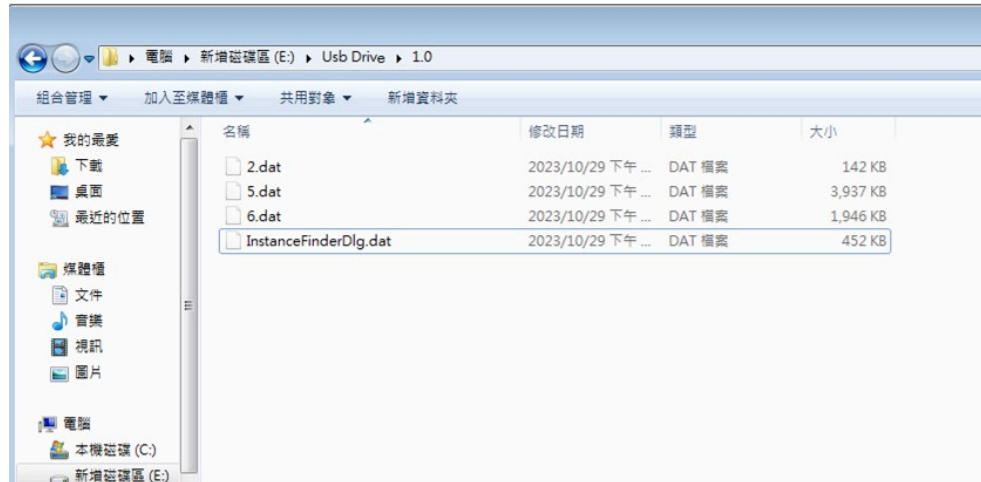 電腦 ▸ 新增磁碟區 (E:) ▸ Usb Drive ▸ 1.0
組合管理 ▼ 加入至媒體櫃 ▼ 共用對象 ▼ 新增資料夾
我的最愛
下載
桌面
最近的位置
媒體櫃
文件
音樂
視訊
圖片
電腦
本機磁碟 (C:)
新增磁碟區 (E:)
名稱 修改日期 類型 大小
2.dat 2023/10/29 下午 ... DAT 檔案 142 KB
5.dat 2023/10/29 下午 ... DAT 檔案 3,937 KB
6.dat 2023/10/29 下午 ... DAT 檔案 1,946 KB
InstanceFinderDlg.dat 2023/10/29 下午 ... DAT 檔案 452 KB